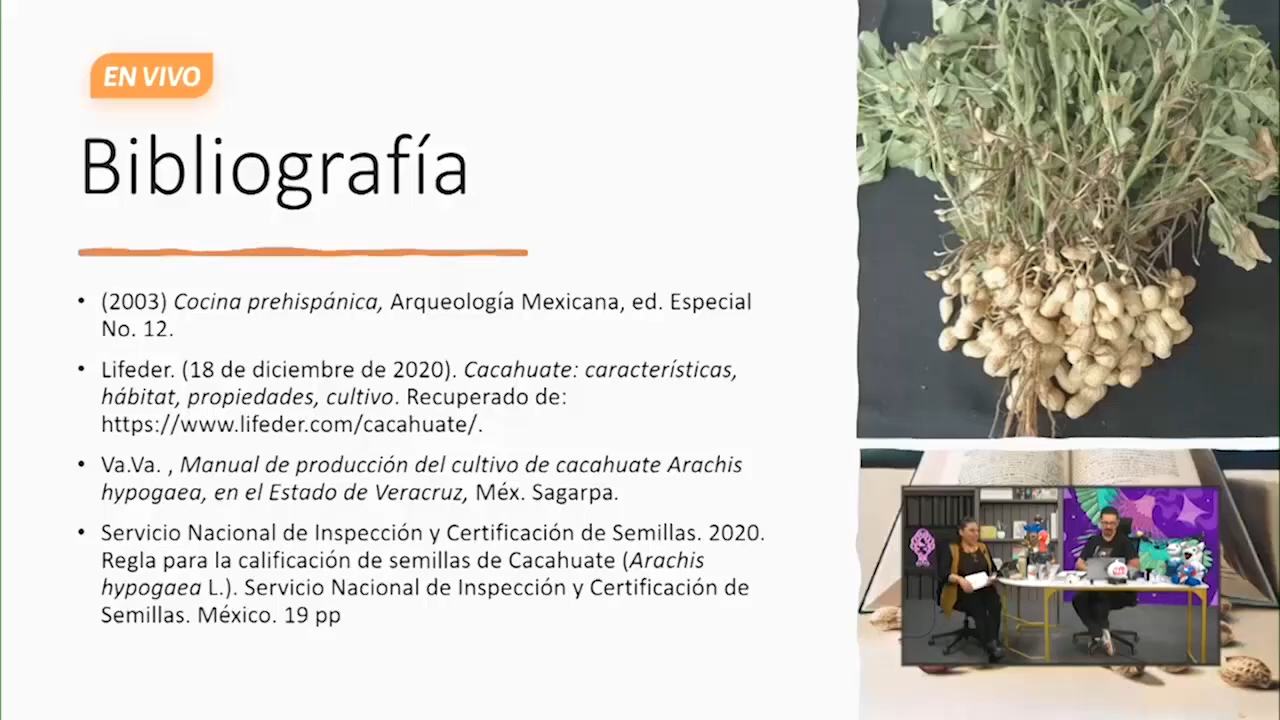 EN VIVO
Bibliografía
• (2003) Cocina prehispánica, Arqueología Mexicana, ed. Especial
No. 12.
• Lifeder. (18 de diciembre de 2020). Cacahuate: características,
hábitat, propiedades, cultivo. Recuperado de:
https://www.lifeder.com/cacahuate/.
• Va.Va. , Manual de producción del cultivo de cacahuate Arachis
hypogaea, en el Estado de Veracruz, Méx. Sagarpa.
• Servicio Nacional de Inspección y Certificación de Semillas. 2020.
Regla para la calificación de semillas de Cacahuate (Arachis
hypogaea L.). Servicio Nacional de Inspección y Certificación de
Semillas. México. 19 pp